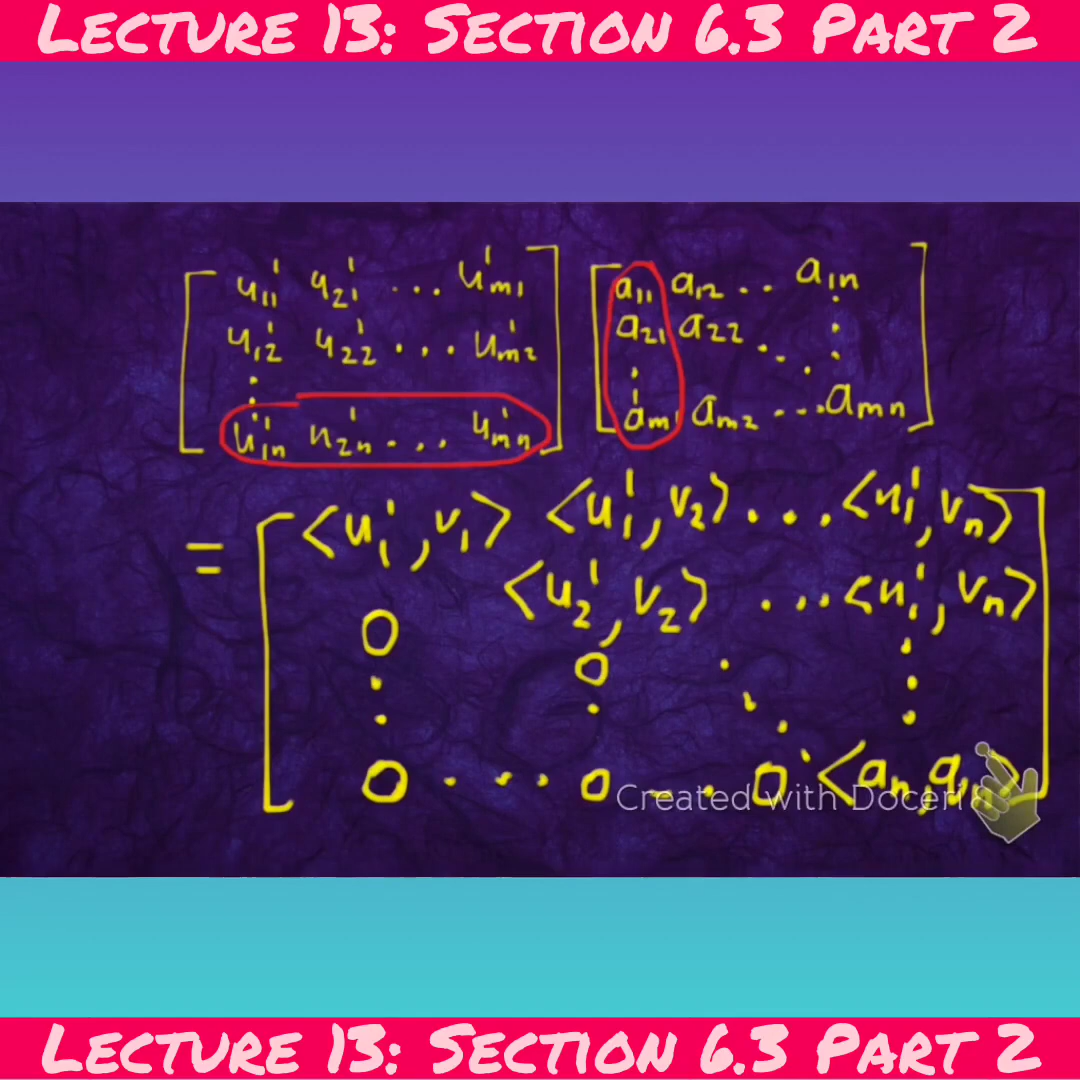 LECTURE 13: SECTION 6.3 PART 2
u'11 u'21 ... u'm1 a11 a12 ... a1n
u'12 u'22 ... u'm2 a21 a22 ⋱ ⋮
⋮ ⋮
u'1n u'2n ... u'mn am1 am2 ... amn
= <u'1, v1> <u'1, v2> ... <u'1, vn>
<u'2, v2> ... <u'1, vn>
0 0 ⋱ ⋮
⋮
0 ... 0 ... 0 <an,
Created with Doceri
LECTURE 13: SECTION 6.3 PART 2